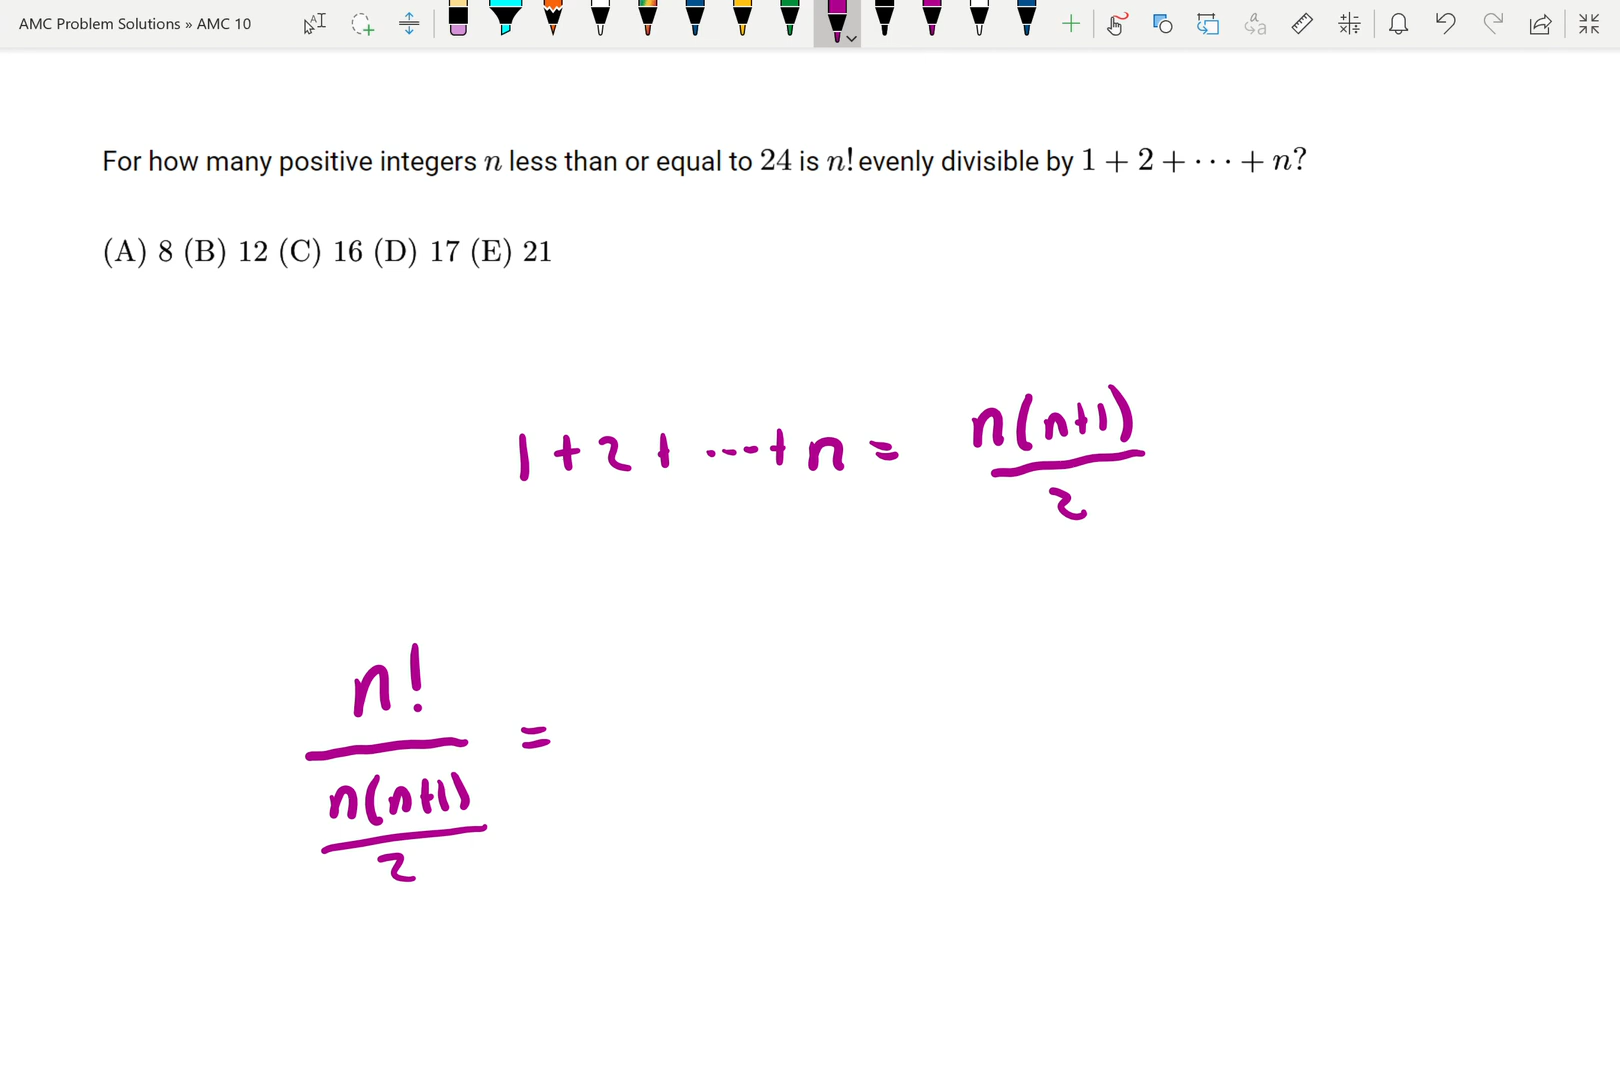 AMC Problem Solutions » AMC 10
For how many positive integers n less than or equal to 24 is n! evenly divisible by 1 + 2 + ··· + n?
(A) 8 (B) 12 (C) 16 (D) 17 (E) 21
1 + 2 + ... + n = n(n+1)/2
n!/(n(n+1)/2) =